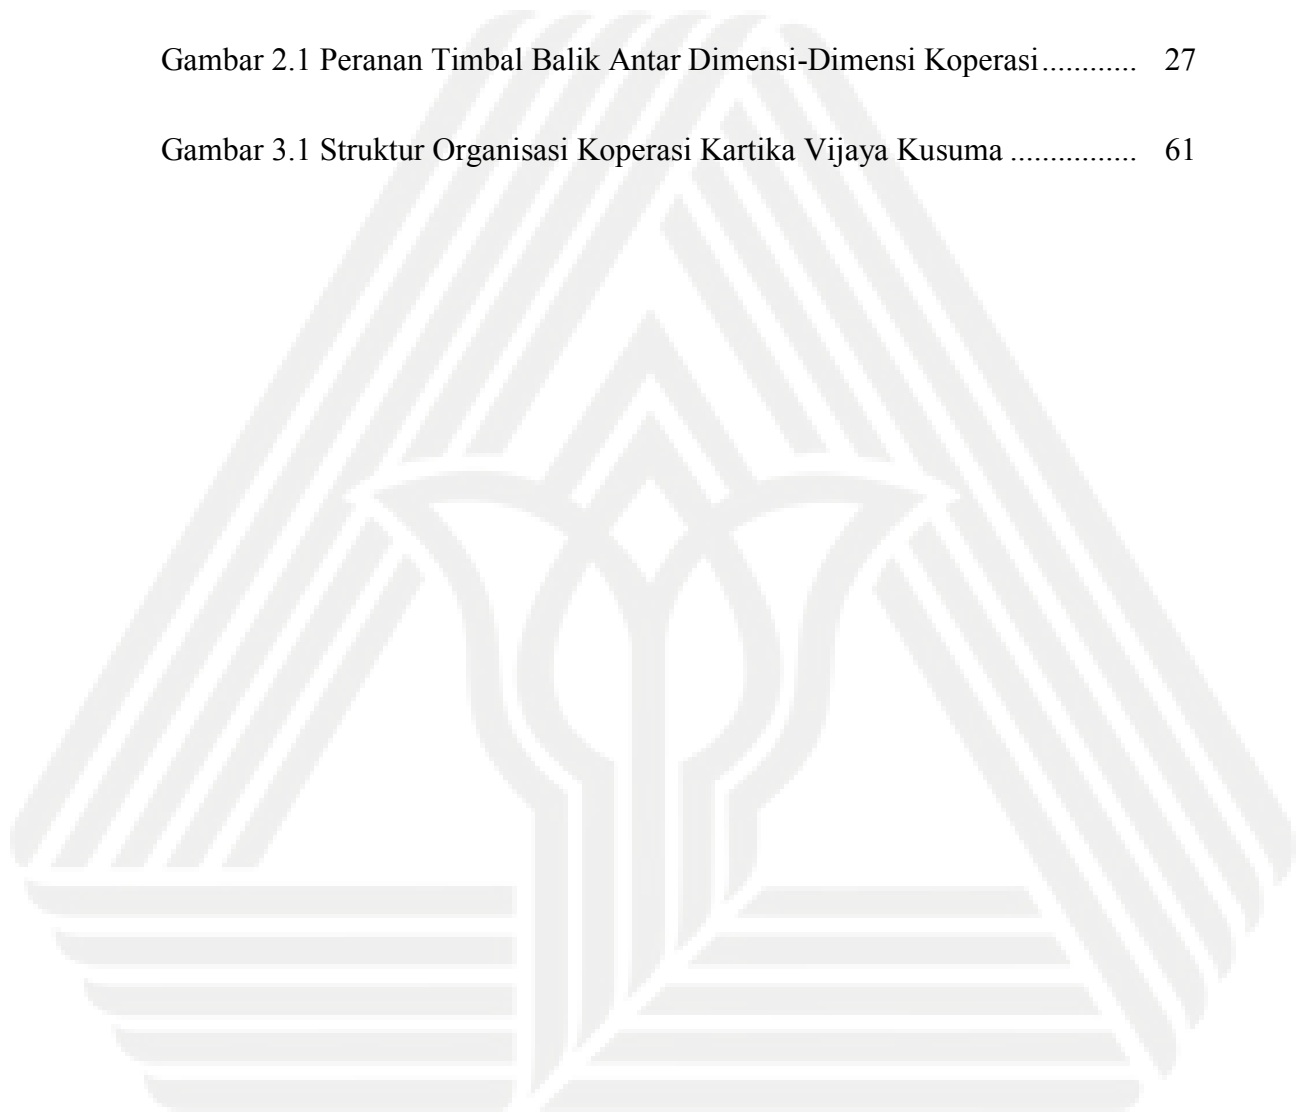 Gambar 2.1 Peranan Timbal Balik Antar Dimensi-Dimensi Koperasi............ 27
Gambar 3.1 Struktur Organisasi Koperasi Kartika Vijaya Kusuma ................ 61